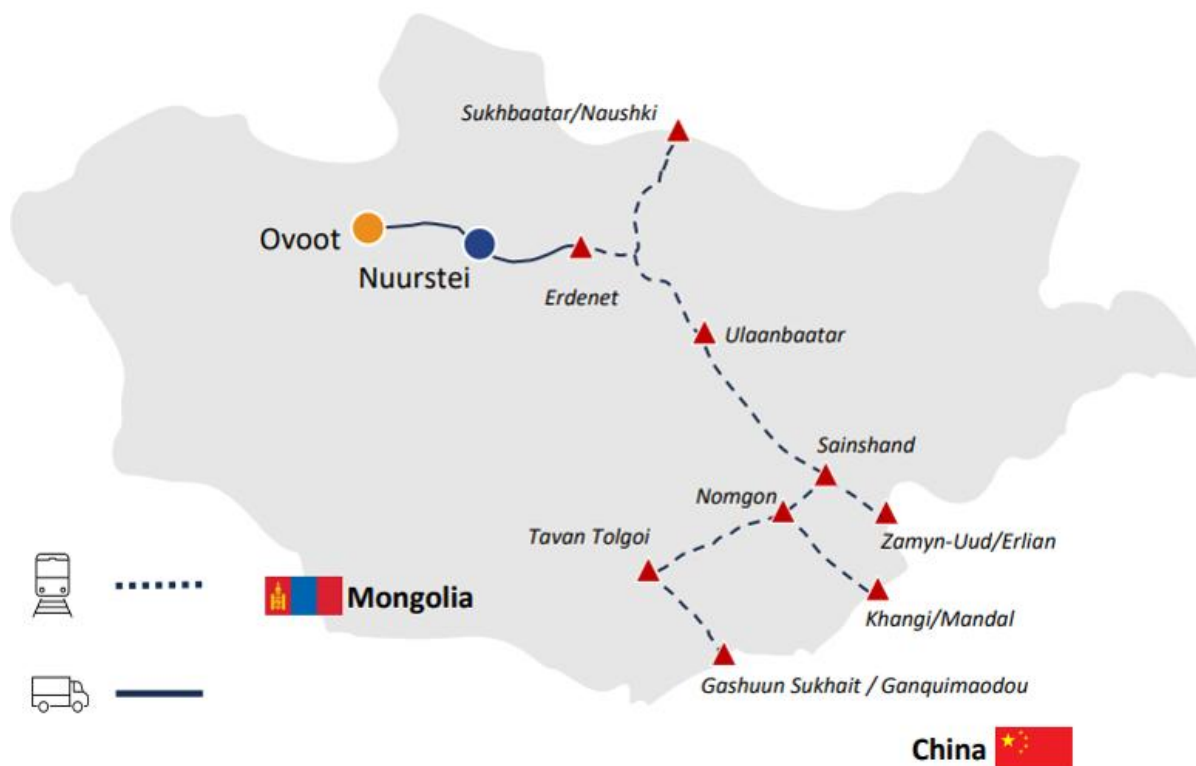 Sukhbaatar/Naushki
Ovoot
Nuurstei
Erdenet
Ulaanbaatar
Sainshand
Nomgon
Tavan Tolgoi
Zamyn-Uud/Erlian
Mongolia
Khangi/Mandal
Gashuun Sukhait / Ganquimaodou
China